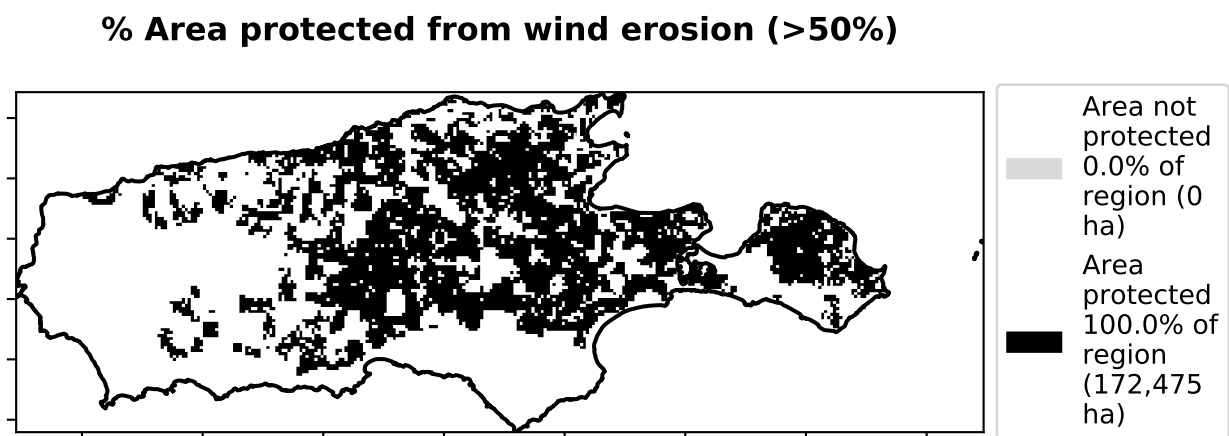 % Area protected from wind erosion (>50%)
Area not
protected
0.0% of
region (0
ha)
Area
protected
100.0% of
region
(172,475
ha)